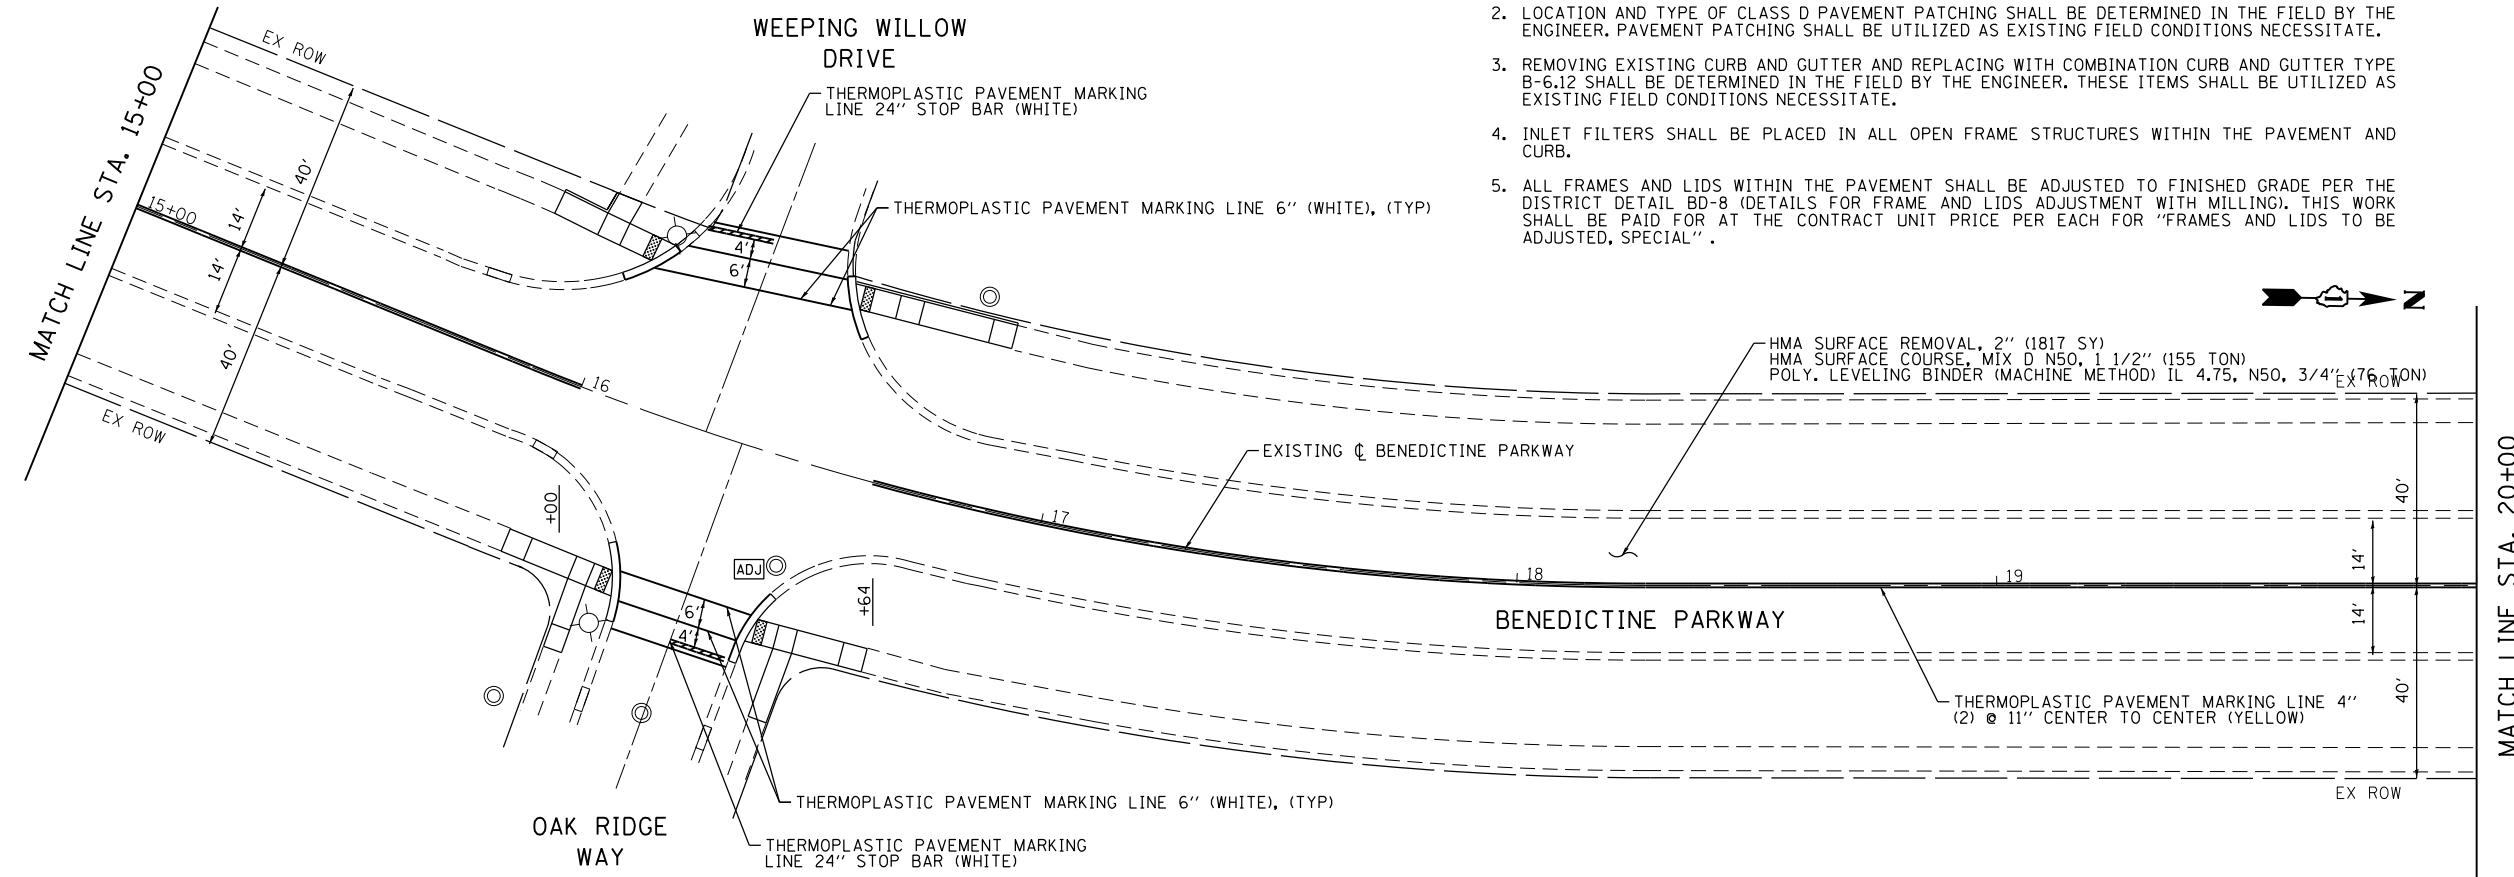 2. LOCATION AND TYPE OF CLASS D PAVEMENT PATCHING SHALL BE DETERMINED IN THE FIELD BY THE
ENGINEER. PAVEMENT PATCHING SHALL BE UTILIZED AS EXISTING FIELD CONDITIONS NECESSITATE.
3. REMOVING EXISTING CURB AND GUTTER AND REPLACING WITH COMBINATION CURB AND GUTTER TYPE
B-6.12 SHALL BE DETERMINED IN THE FIELD BY THE ENGINEER. THESE ITEMS SHALL BE UTILIZED AS
EXISTING FIELD CONDITIONS NECESSITATE.
4. INLET FILTERS SHALL BE PLACED IN ALL OPEN FRAME STRUCTURES WITHIN THE PAVEMENT AND
CURB.
5. ALL FRAMES AND LIDS WITHIN THE PAVEMENT SHALL BE ADJUSTED TO FINISHED GRADE PER THE
DISTRICT DETAIL BD-8 (DETAILS FOR FRAME AND LIDS ADJUSTMENT WITH MILLING). THIS WORK
SHALL BE PAID FOR AT THE CONTRACT UNIT PRICE PER EACH FOR "FRAMES AND LIDS TO BE
ADJUSTED, SPECIAL" .
WEEPING WILLOW
DRIVE
THERMOPLASTIC PAVEMENT MARKING
LINE 24" STOP BAR (WHITE)
EX ROW
MATCH LINE STA. 15+00
15+00
40'
14'
14'
40'
EX ROW
4'
6'
THERMOPLASTIC PAVEMENT MARKING LINE 6" (WHITE), (TYP)
N
HMA SURFACE REMOVAL, 2" (1817 SY)
HMA SURFACE COURSE, MIX D N50, 1 1/2" (155 TON)
POLY. LEVELING BINDER (MACHINE METHOD) IL 4.75, N50, 3/4" (76 TON)
EX ROW
16
EXISTING ℄ BENEDICTINE PARKWAY
+00
17
18
19
ADJ
+64
BENEDICTINE PARKWAY
40'
14'
14'
40'
MATCH LINE STA. 20+00
6'
4'
THERMOPLASTIC PAVEMENT MARKING LINE 4"
(2) @ 11" CENTER TO CENTER (YELLOW)
EX ROW
THERMOPLASTIC PAVEMENT MARKING LINE 6" (WHITE), (TYP)
OAK RIDGE
WAY
THERMOPLASTIC PAVEMENT MARKING
LINE 24" STOP BAR (WHITE)